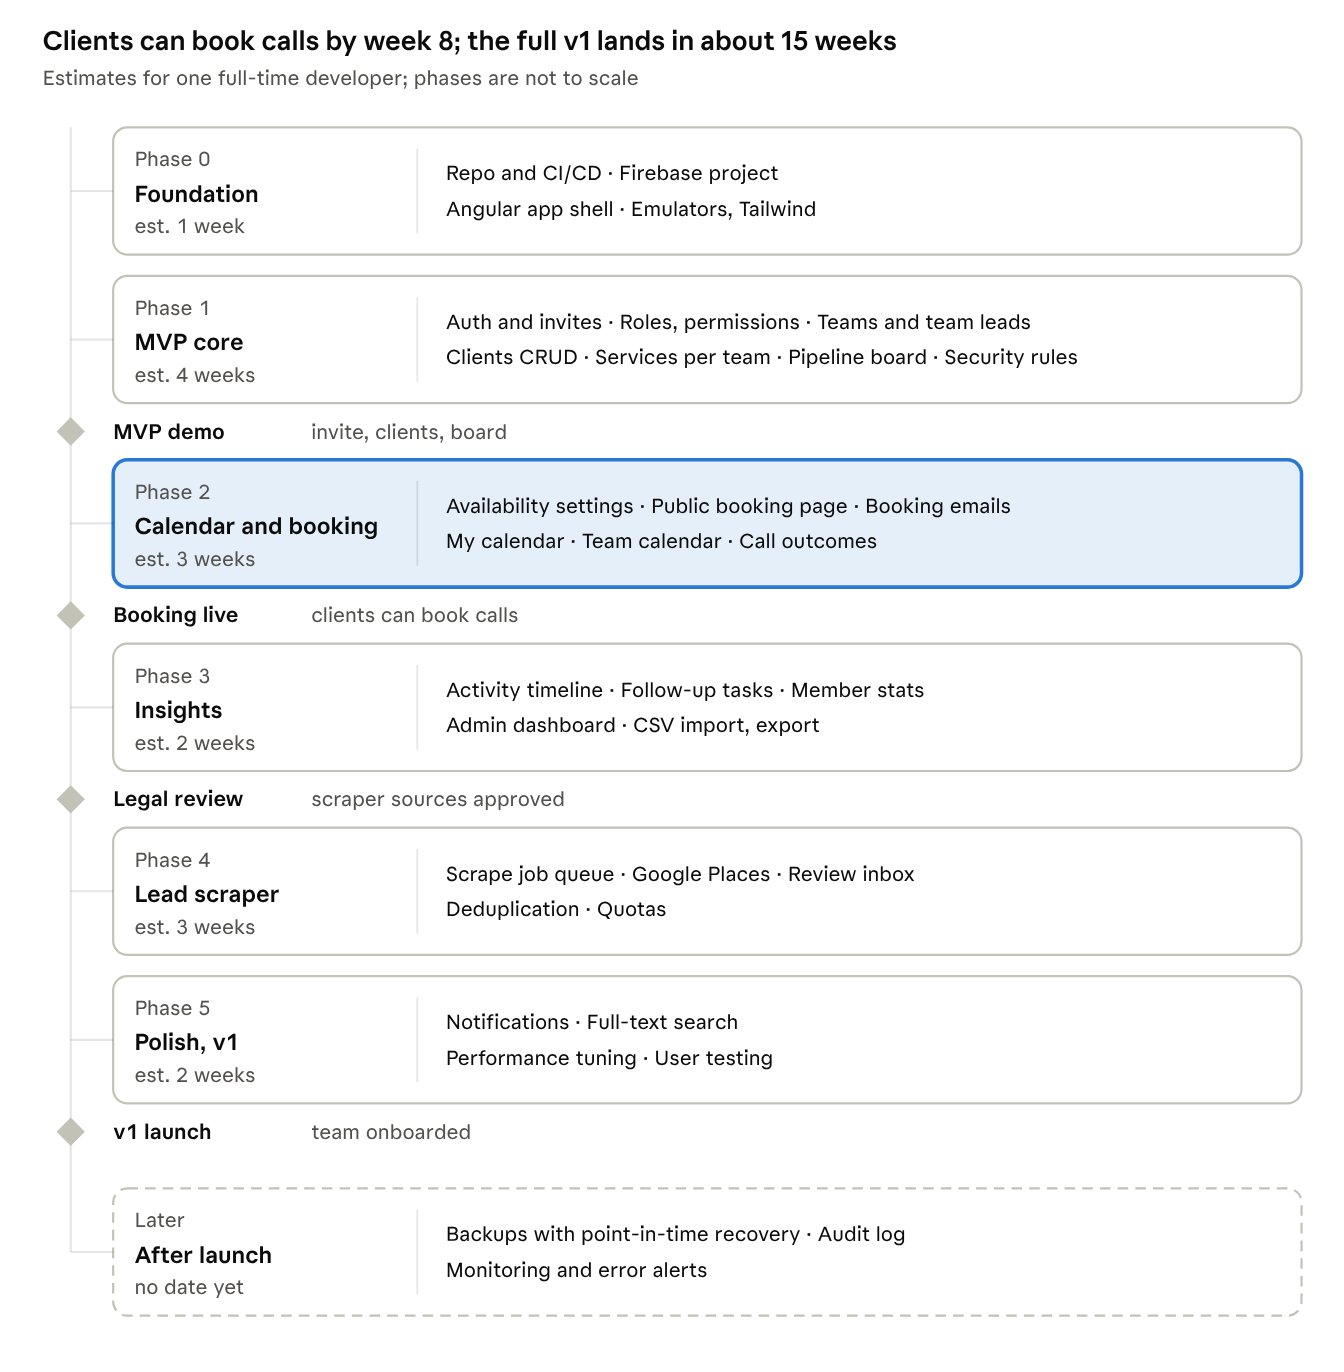 Clients can book calls by week 8; the full v1 lands in about 15 weeks
Estimates for one full-time developer; phases are not to scale
Phase 0
Foundation
est. 1 week
Repo and CI/CD · Firebase project
Angular app shell · Emulators, Tailwind
Phase 1
MVP core
est. 4 weeks
Auth and invites · Roles, permissions · Teams and team leads
Clients CRUD · Services per team · Pipeline board · Security rules
MVP demo invite, clients, board
Phase 2
Calendar and booking
est. 3 weeks
Availability settings · Public booking page · Booking emails
My calendar · Team calendar · Call outcomes
Booking live clients can book calls
Phase 3
Insights
est. 2 weeks
Activity timeline · Follow-up tasks · Member stats
Admin dashboard · CSV import, export
Legal review scraper sources approved
Phase 4
Lead scraper
est. 3 weeks
Scrape job queue · Google Places · Review inbox
Deduplication · Quotas
Phase 5
Polish, v1
est. 2 weeks
Notifications · Full-text search
Performance tuning · User testing
v1 launch team onboarded
Later
After launch
no date yet
Backups with point-in-time recovery · Audit log
Monitoring and error alerts